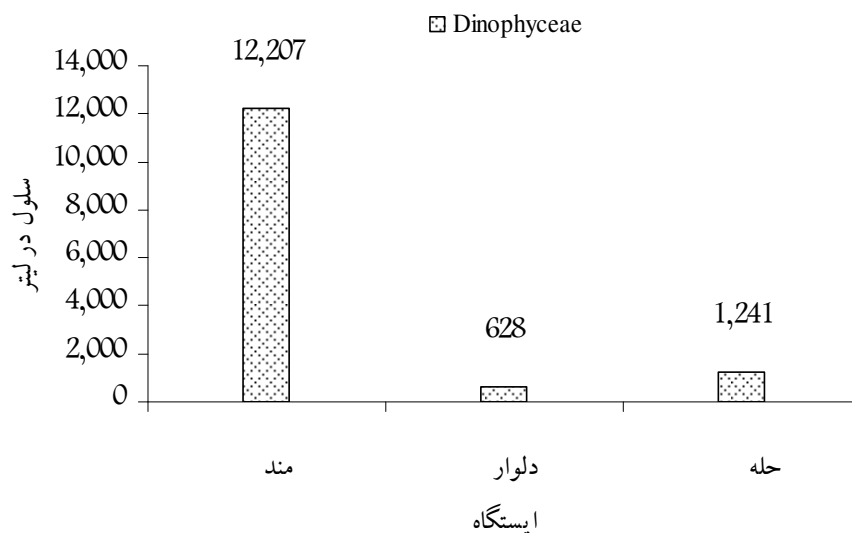 Dinophyceae
12,207
628
1,241
14,000
12,000
10,000
8,000
6,000
4,000
2,000
0
سلول در لیتر
مند
دلوار
حله
ایستگاه